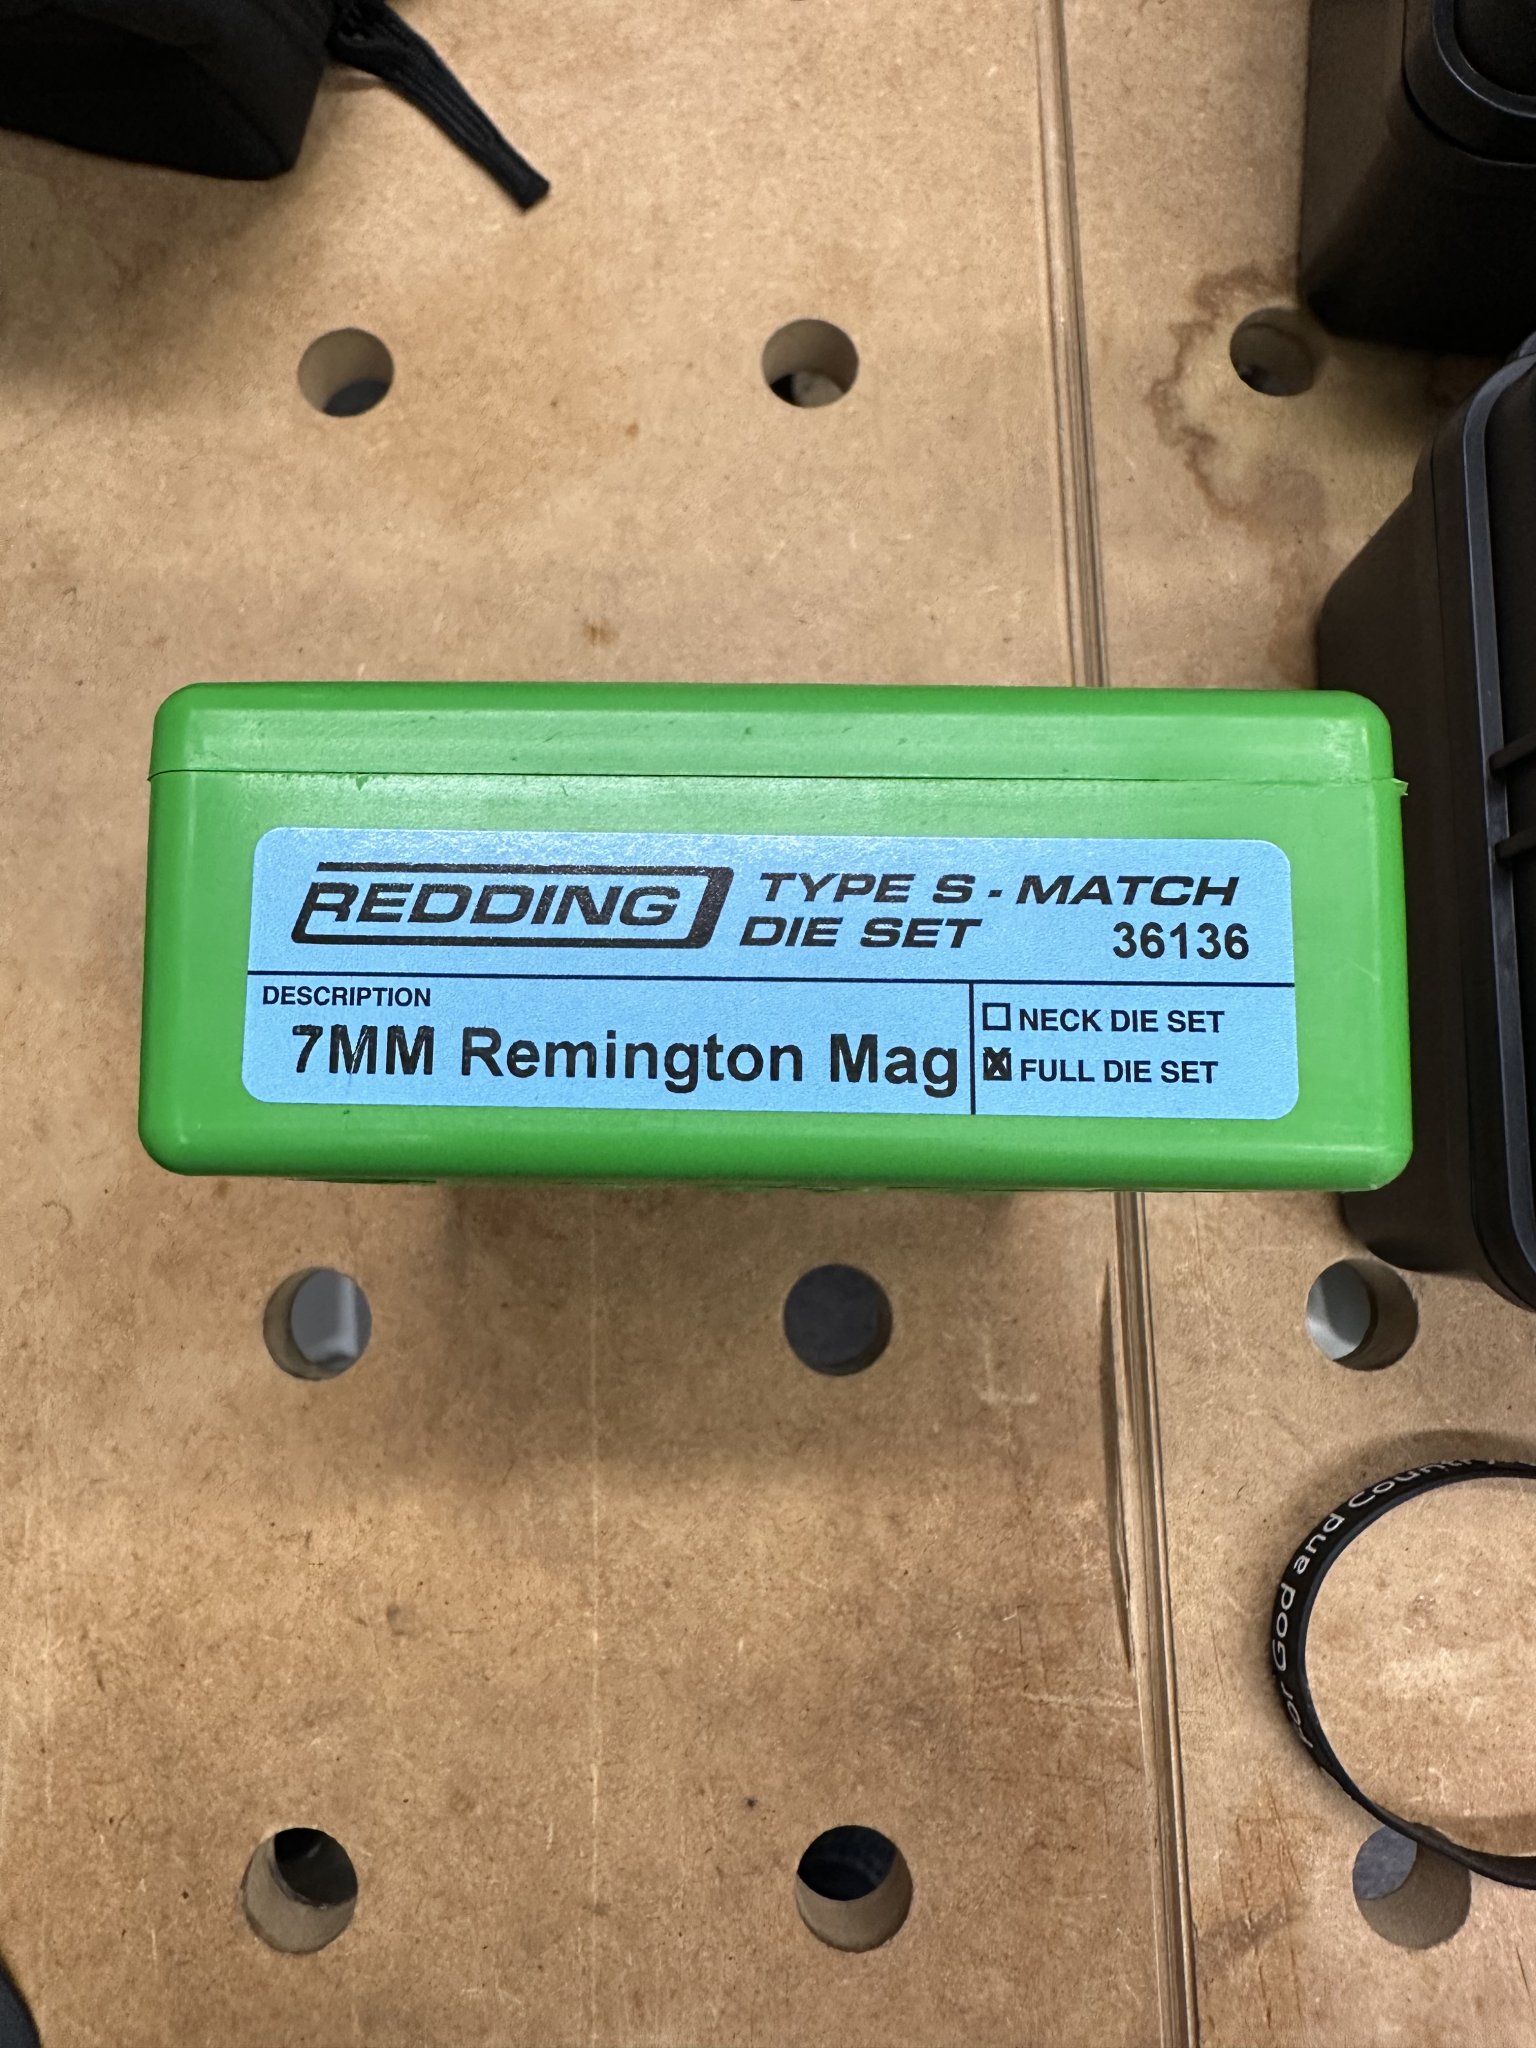 REDDING TYPE S - MATCH
DIE SET 36136
DESCRIPTION
7MM Remington Mag
NECK DIE SET
FULL DIE SET
For God and Country